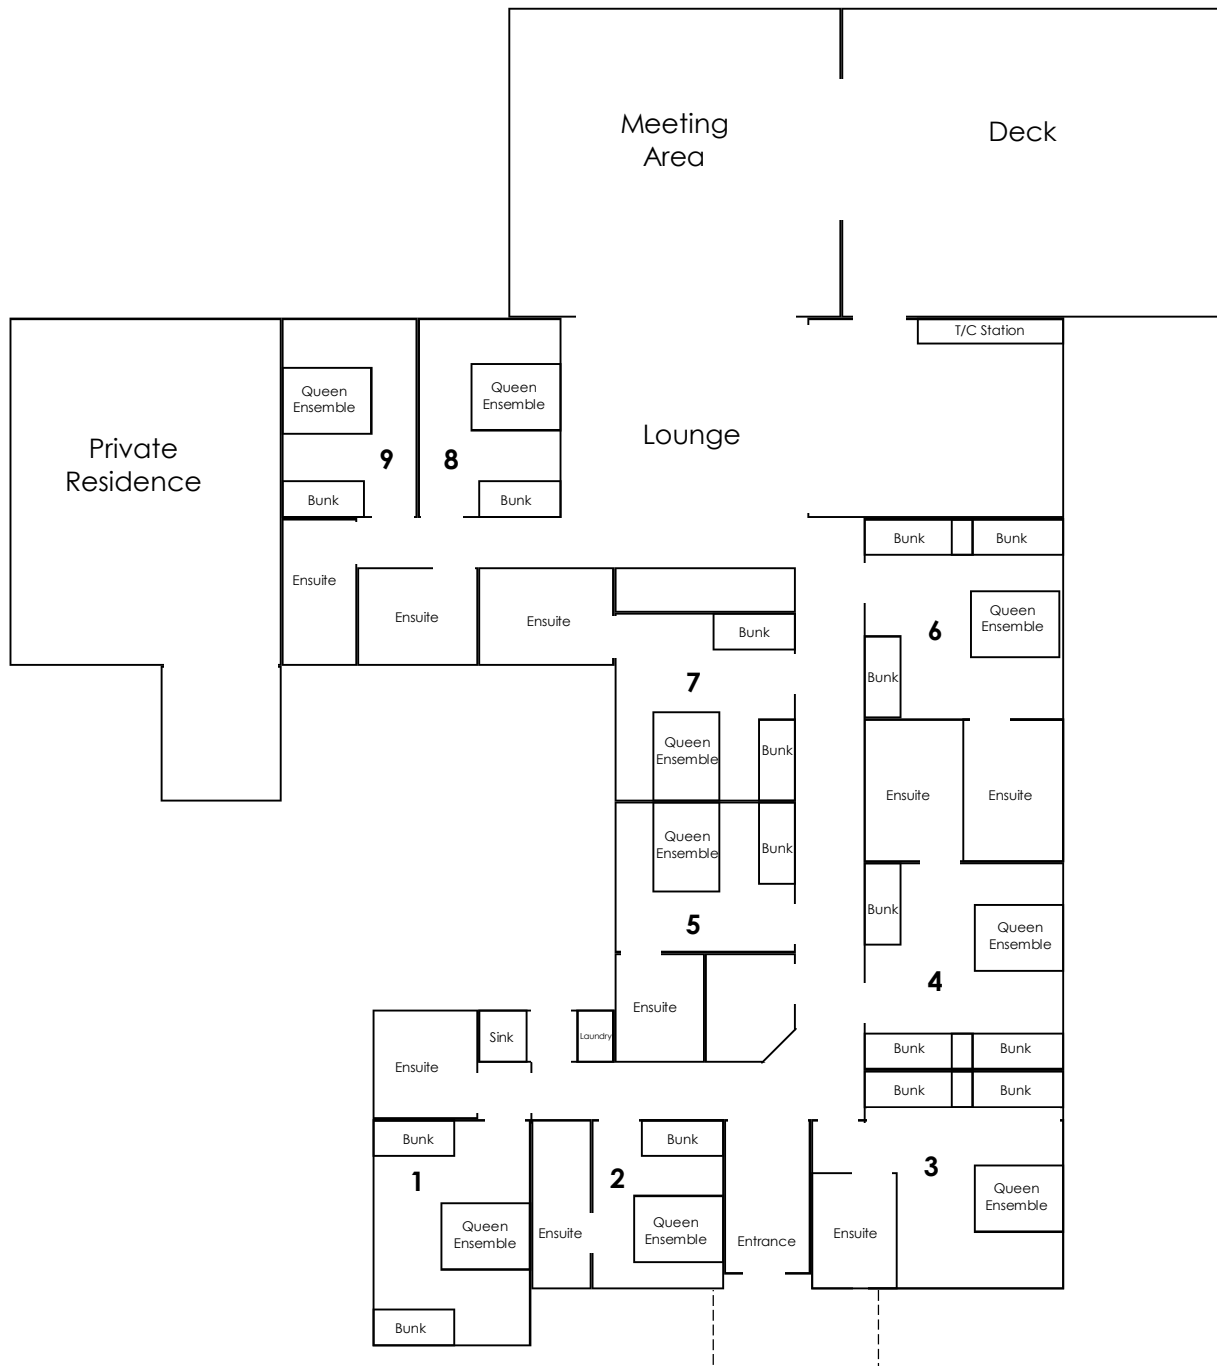 Meeting
Area
Deck
T/C Station
Queen
Ensemble
Queen
Ensemble
Lounge
Private
Residence
9
8
Bunk
Bunk
Bunk
Bunk
Ensuite
Ensuite
Ensuite
Queen
Ensemble
6
Bunk
Bunk
7
Queen
Ensemble
Bunk
Ensuite
Ensuite
Queen
Ensemble
Bunk
5
Bunk
Queen
Ensemble
4
Ensuite
Sink
Laundry
Ensuite
Bunk
Bunk
Bunk
Bunk
Bunk
1
Bunk
2
3
Queen
Ensemble
Queen
Ensemble
Ensuite
Queen
Ensemble
Entrance
Ensuite
Bunk